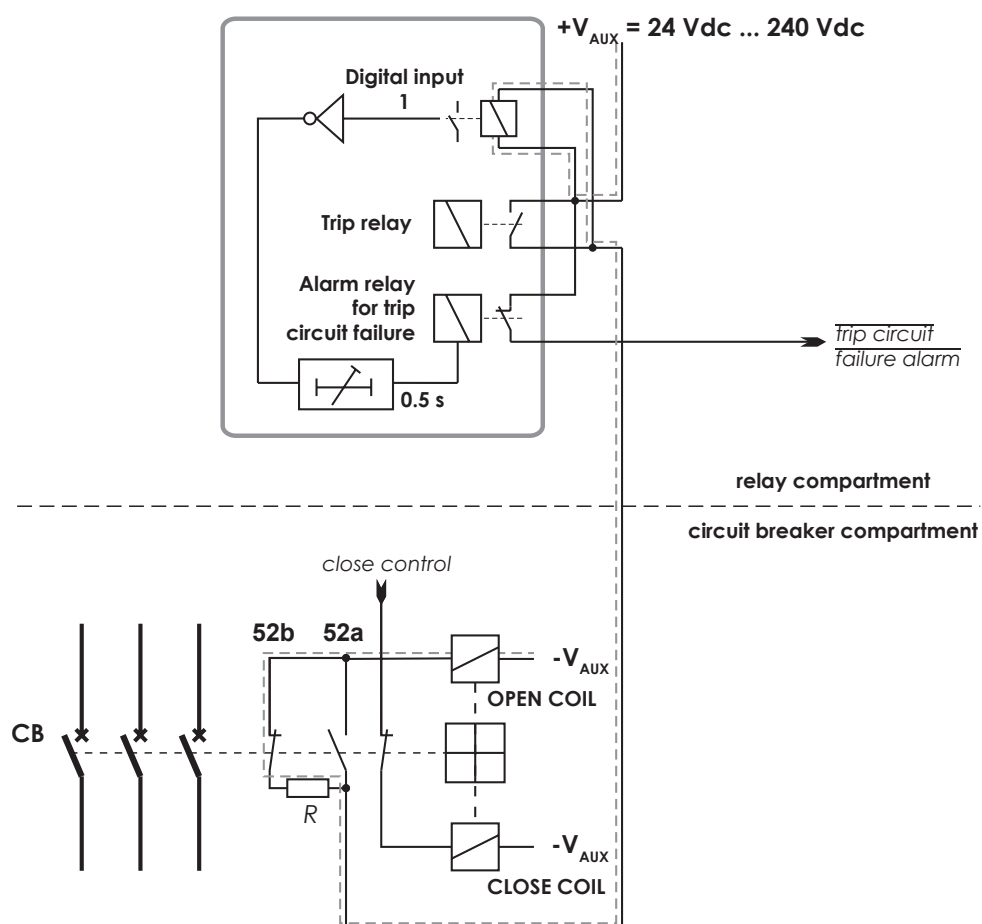 +VAUX = 24 Vdc ... 240 Vdc
Digital input
1
Trip relay
Alarm relay
for trip
circuit failure
0.5 s
trip circuit
failure alarm
relay compartment
circuit breaker compartment
close control
52b
52a
-VAUX
OPEN COIL
CB
R
-VAUX
CLOSE COIL